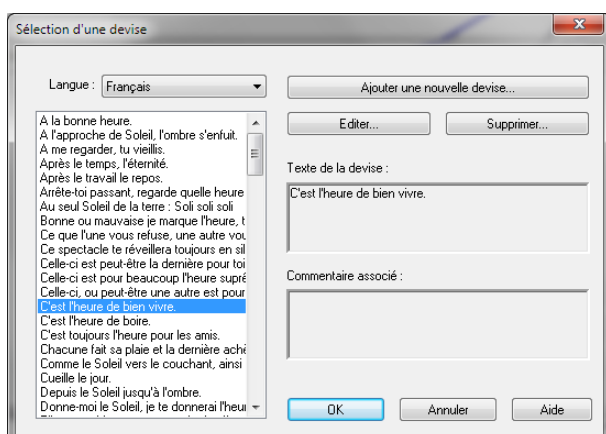 Sélection d'une devise
Langue : Français
A la bonne heure.
A l'approche de Soleil, l'ombre s'enfuit.
A me regarder, tu vieillis.
Après le temps, l'éternité.
Après le travail le repos.
Arrête-toi passant, regarde quelle heure
Au seul Soleil de la terre : Soli soli soli
Bonne ou mauvaise je marque l'heure, t
Ce que l'une vous refuse, une autre vou
Ce spectacle te réveillera toujours en sil
Celle-ci est peut-être la dernière pour toi
Celle-ci est pour beaucoup l'heure supré
Celle-ci, ou peut-être une autre est pour
C'est l'heure de bien vivre.
C'est l'heure de boire.
C'est toujours l'heure pour les amis.
Chacune fait sa plaie et la dernière achè
Comme le Soleil vers le couchant, ainsi
Cueille le jour.
Depuis le Soleil jusqu'à l'ombre.
Donne-moi le Soleil, je te donnerai l'heur
Ajouter une nouvelle devise...
Editer... Supprimer...
Texte de la devise :
C'est l'heure de bien vivre.
Commentaire associé :
OK Annuler Aide